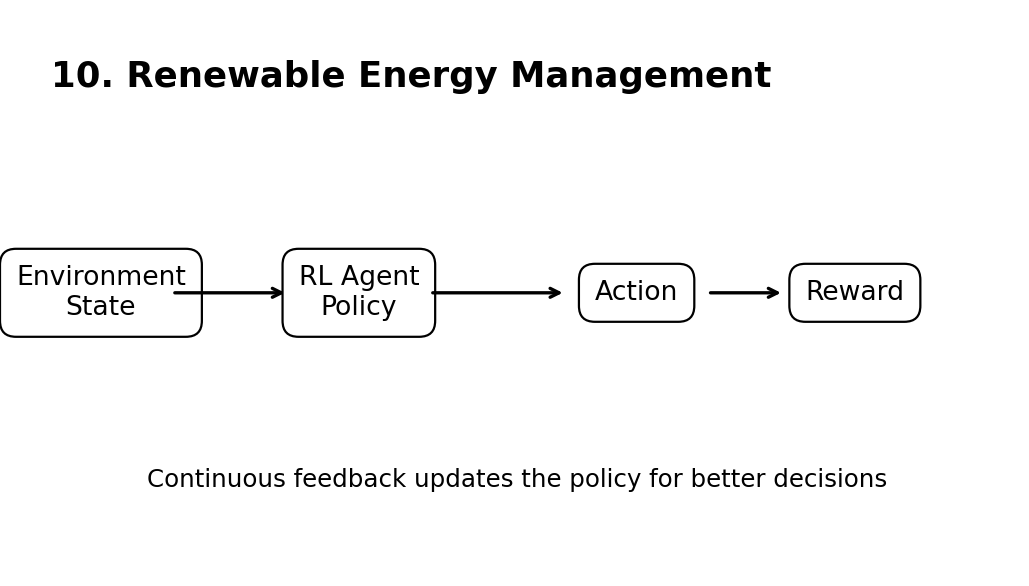 10. Renewable Energy Management
Environment
State
RL Agent
Policy
Action
Reward
Continuous feedback updates the policy for better decisions